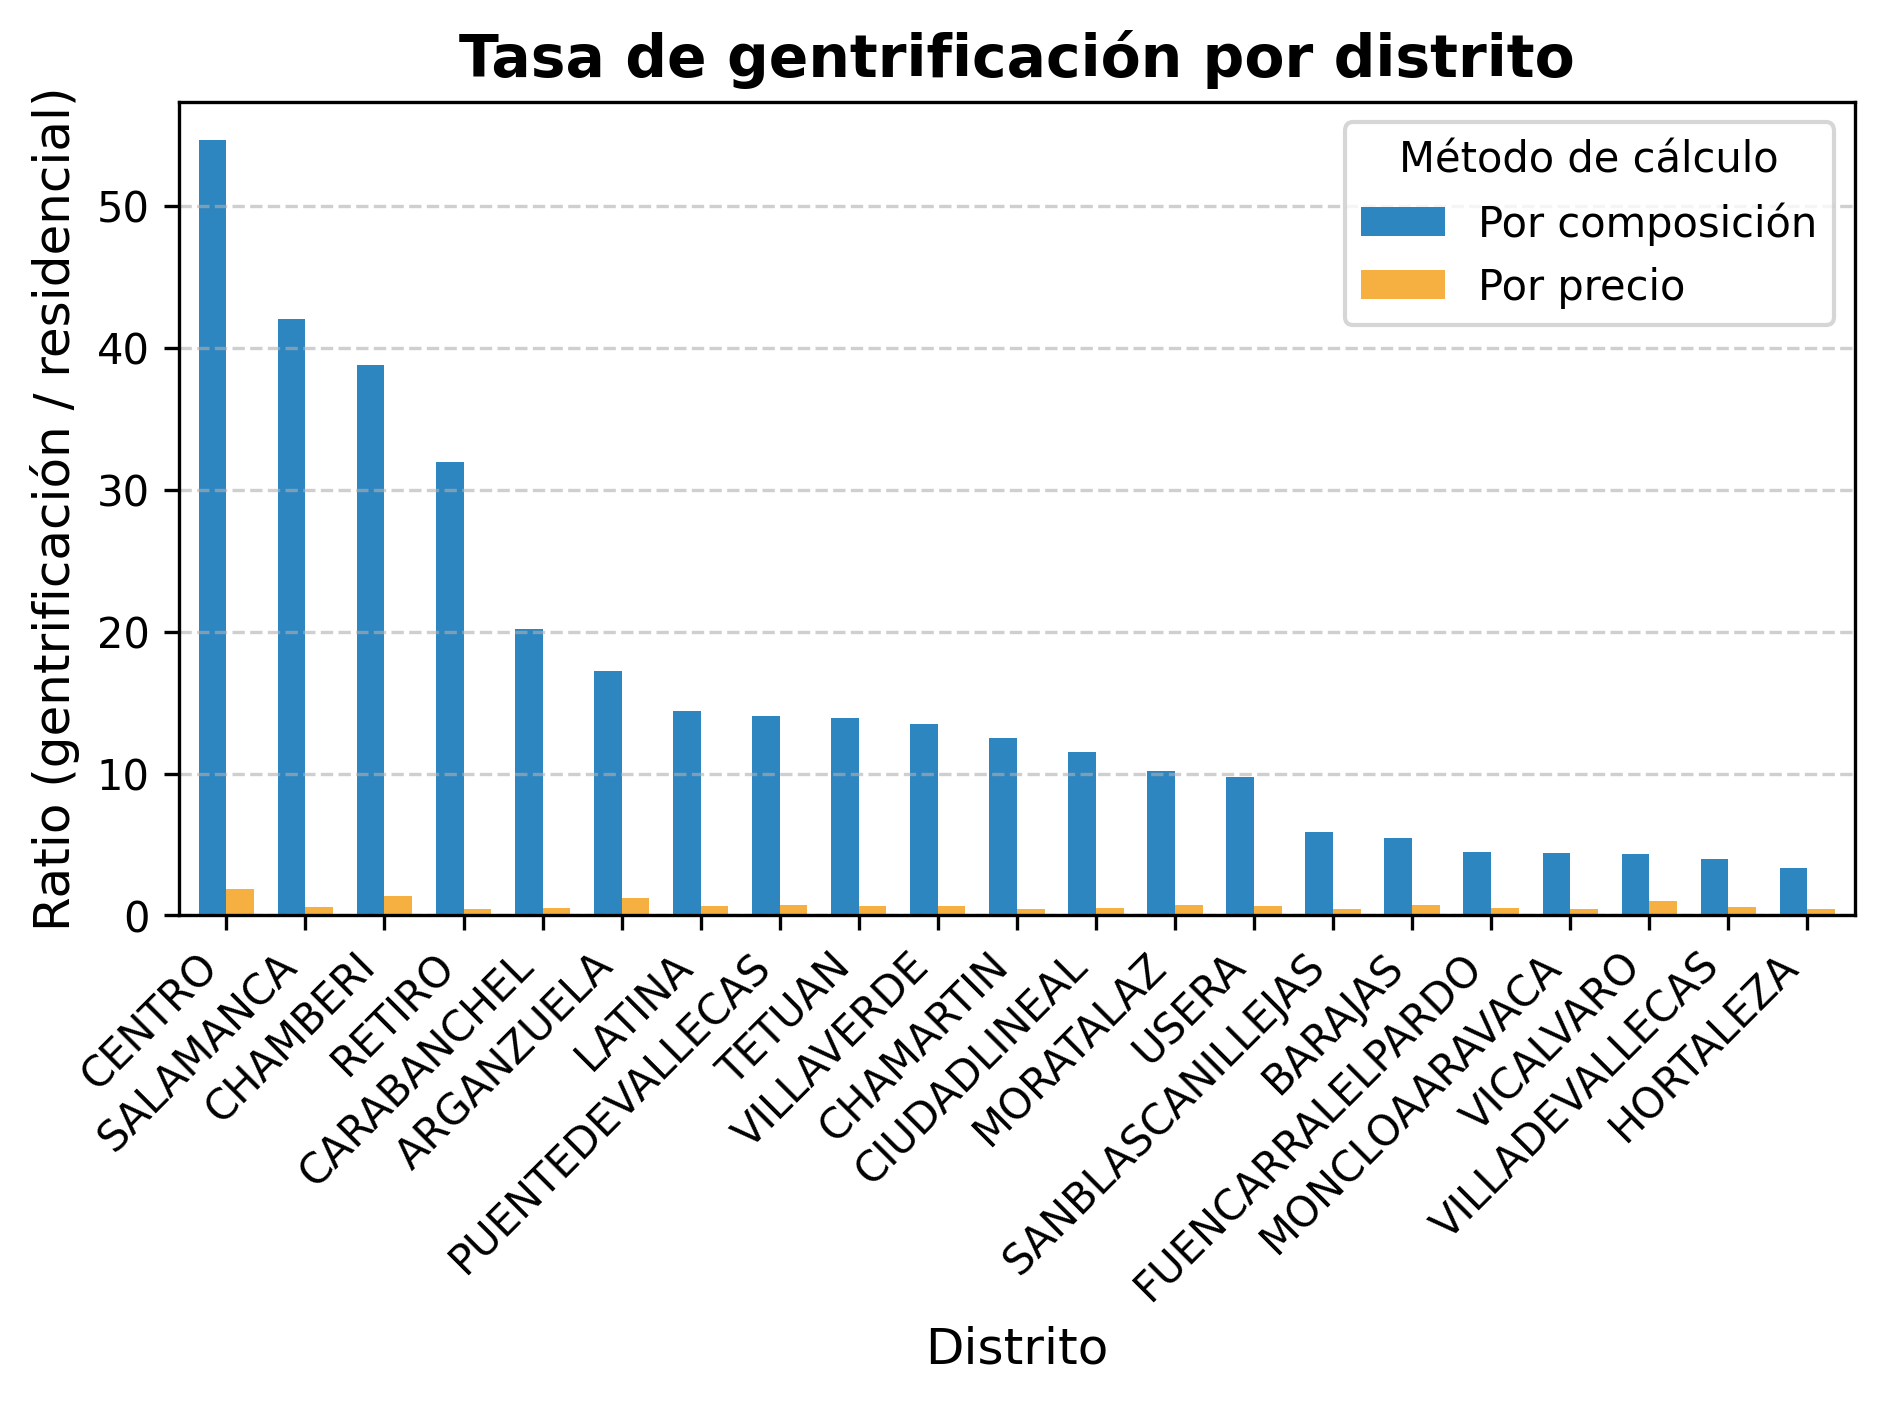 Tasa de gentrificación por distrito
Ratio (gentrificación / residencial)
50
40
30
20
10
0
Método de cálculo
Por composición
Por precio
CENTRO
SALAMANCA
CHAMBERI
RETIRO
CARABANCHEL
ARGANZUELA
LATINA
PUENTEDEVALLECAS
TETUAN
VILLAVERDE
CHAMARTIN
CIUDADLINEAL
MORATALAZ
USERA
SANBLASCANILLEJAS
BARAJAS
FUENCARRALELPARDO
MONCLOAARAVACA
VICALVARO
VILLADEVALLECAS
HORTALEZA
Distrito